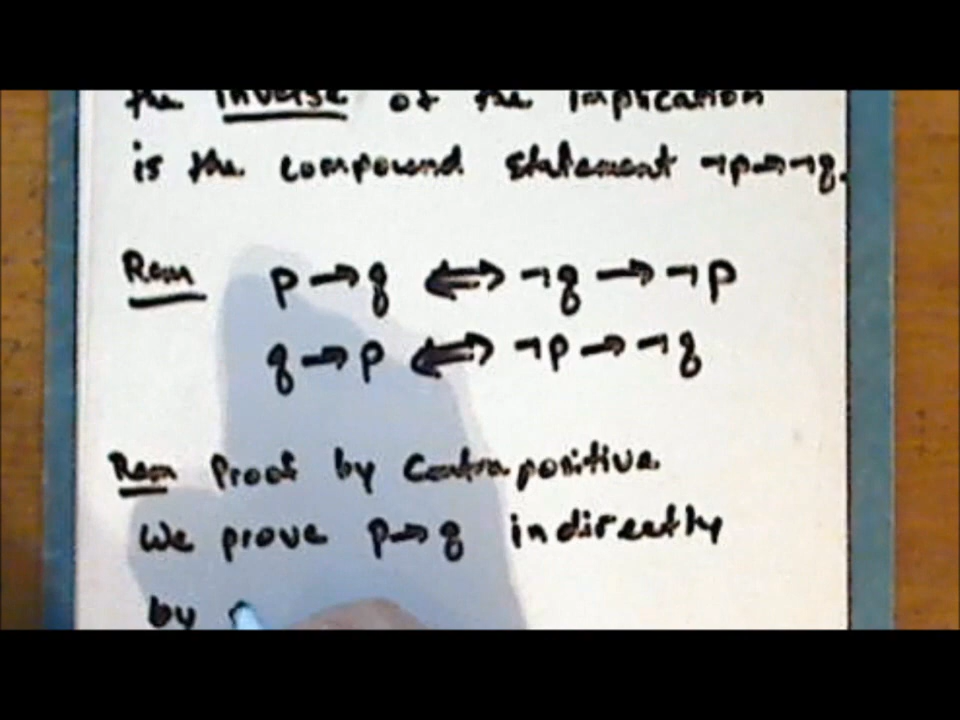 the inverse of the implication
is the compound statement ¬p→¬q.
Rem p → q ⟺ ¬q → ¬p
q → p ⟺ ¬p → ¬q
Rem Proof by Contrapositive
We prove p→q indirectly
by